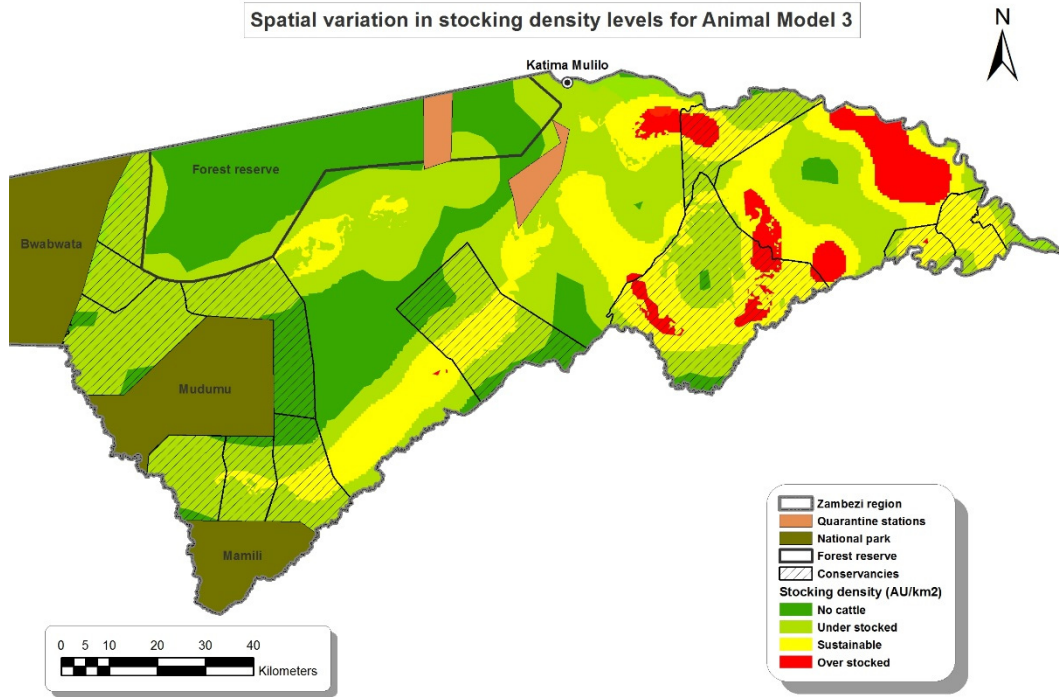 Spatial variation in stocking density levels for Animal Model 3
N
Katima Mulilo
Forest reserve
Bwabwata
Mudumu
Mamili
Zambezi region
Quarantine stations
National park
Forest reserve
Conservancies
Stocking density (AU/km2)
No cattle
Under stocked
Sustainable
Over stocked
0 5 10 20 30 40
Kilometers